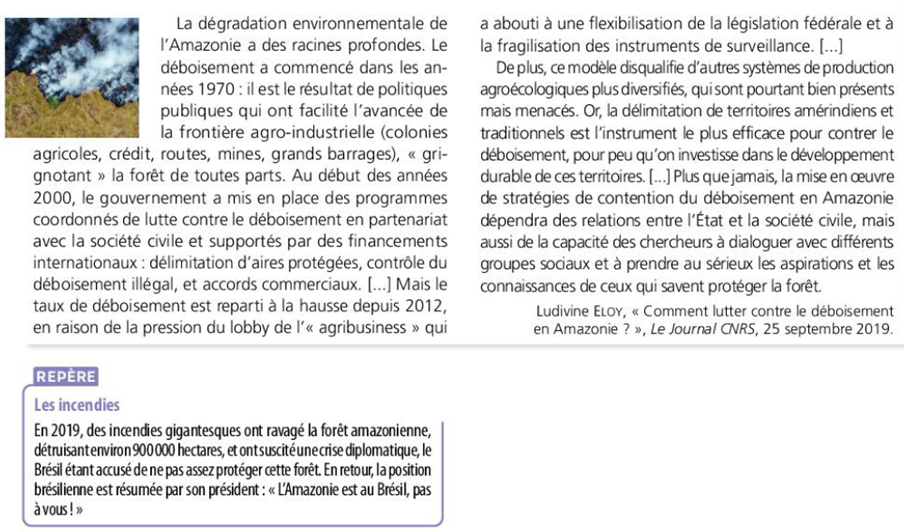 La dégradation environnementale de
l'Amazonie a des racines profondes. Le
déboisement a commencé dans les an-
nées 1970 : il est le résultat de politiques
publiques qui ont facilité l'avancée de
la frontière agro-industrielle (colonies
agricoles, crédit, routes, mines, grands barrages), « gri-
gnotant » la forêt de toutes parts. Au début des années
2000, le gouvernement a mis en place des programmes
coordonnés de lutte contre le déboisement en partenariat
avec la société civile et supportés par des financements
internationaux : délimitation d'aires protégées, contrôle du
déboisement illégal, et accords commerciaux. [...] Mais le
taux de déboisement est reparti à la hausse depuis 2012,
en raison de la pression du lobby de l'« agribusiness » qui
a abouti à une flexibilisation de la législation fédérale et à
la fragilisation des instruments de surveillance. [...]
De plus, ce modèle disqualifie d'autres systèmes de production
agroécologiques plus diversifiés, qui sont pourtant bien présents
mais menacés. Or, la délimitation de territoires amérindiens et
traditionnels est l'instrument le plus efficace pour contrer le
déboisement, pour peu qu'on investisse dans le développement
durable de ces territoires. [...] Plus que jamais, la mise en œuvre
de stratégies de contention du déboisement en Amazonie
dépendra des relations entre l'État et la société civile, mais
aussi de la capacité des chercheurs à dialoguer avec différents
groupes sociaux et à prendre au sérieux les aspirations et les
connaissances de ceux qui savent protéger la forêt.
Ludivine ELOY, « Comment lutter contre le déboisement
en Amazonie ? », Le Journal CNRS, 25 septembre 2019.
REPÈRE
Les incendies
En 2019, des incendies gigantesques ont ravagé la forêt amazonienne,
détruisant environ 900 000 hectares, et ont suscité une crise diplomatique, le
Brésil étant accusé de ne pas assez protéger cette forêt. En retour, la position
brésilienne est résumée par son président : « L'Amazonie est au Brésil, pas
à vous ! »